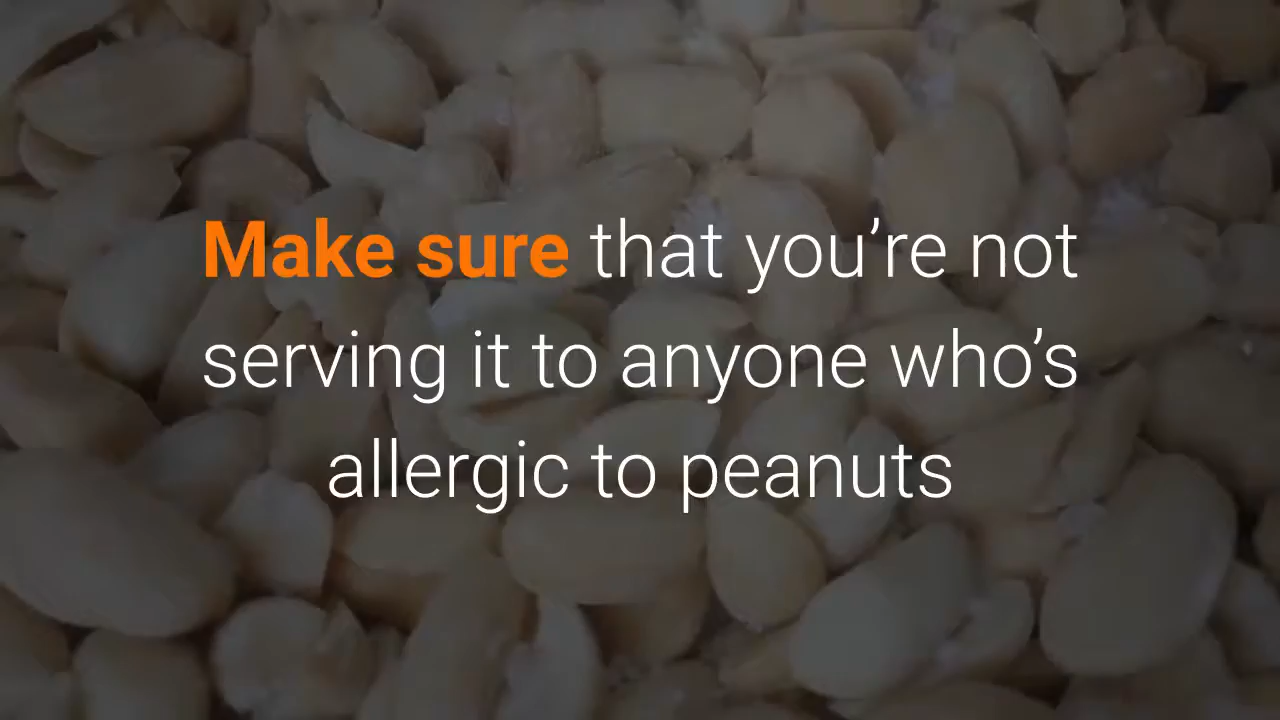 Make sure that you’re not
serving it to anyone who’s
allergic to peanuts